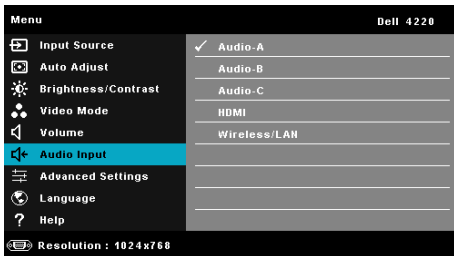 Menu Dell 4220
Input Source
Auto Adjust
Brightness/Contrast
Video Mode
Volume
Audio Input
Advanced Settings
Language
? Help
Audio-A
Audio-B
Audio-C
HDMI
Wireless/LAN
Resolution : 1024x768